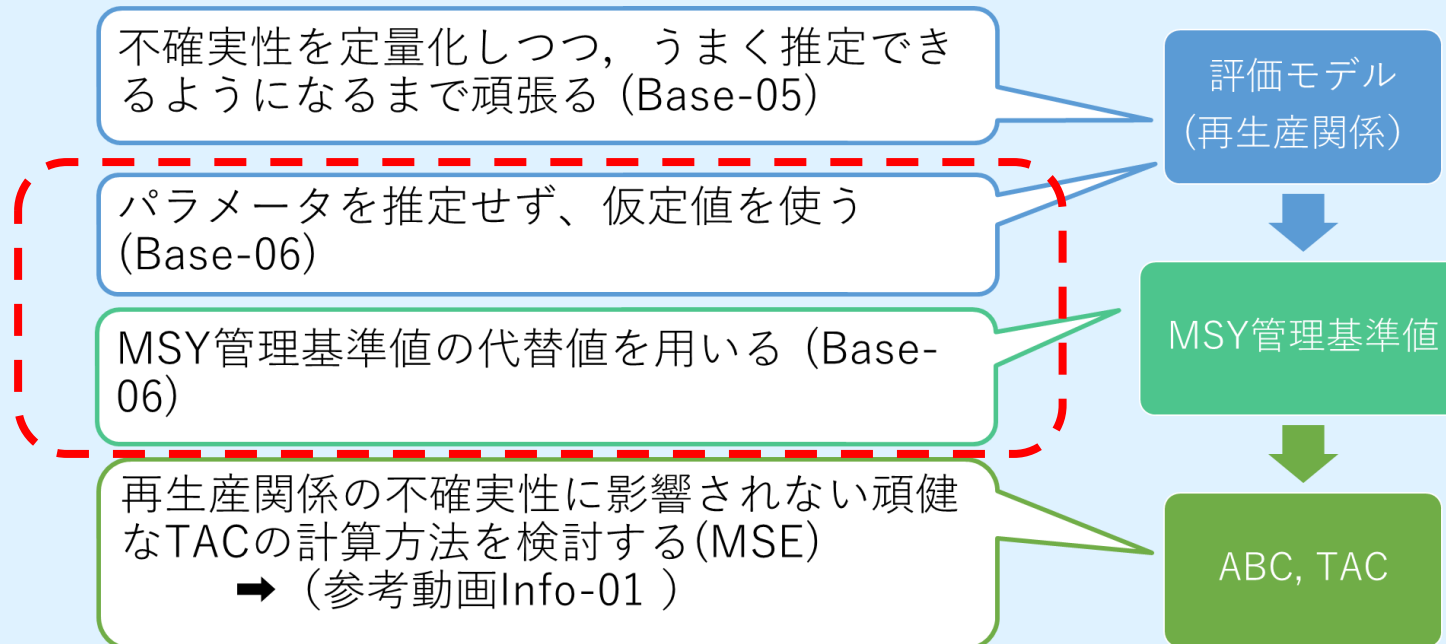 不確実性を定量化しつつ，うまく推定でき
るようになるまで頑張る (Base-05)
パラメータを推定せず、仮定値を使う
(Base-06)
MSY管理基準値の代替値を用いる (Base-
06)
再生産関係の不確実性に影響されない頑健
なTACの計算方法を検討する(MSE)
➡（参考動画Info-01 ）
評価モデル
(再生産関係）
MSY管理基準値
ABC, TAC